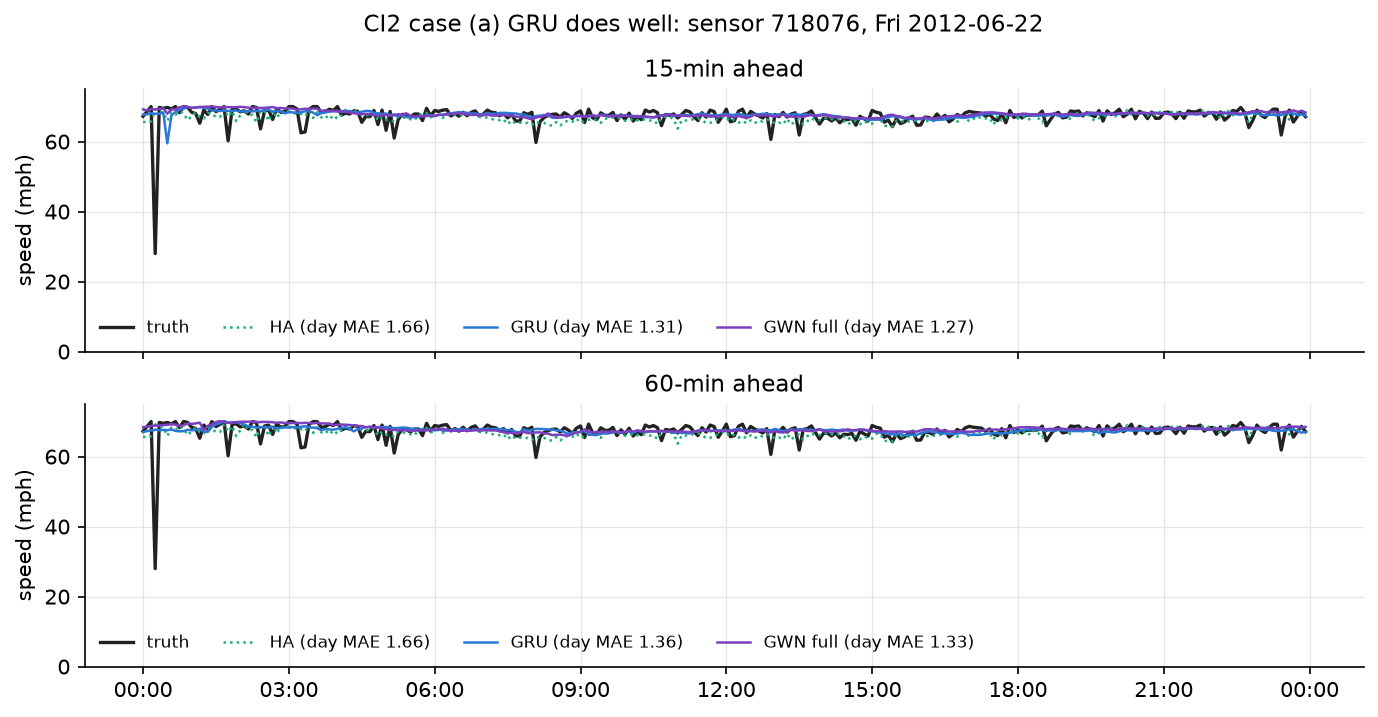 CI2 case (a) GRU does well: sensor 718076, Fri 2012-06-22
15-min ahead
speed (mph)
60
40
20
0
truth HA (day MAE 1.66) GRU (day MAE 1.31) GWN full (day MAE 1.27)
60-min ahead
speed (mph)
60
40
20
0
truth HA (day MAE 1.66) GRU (day MAE 1.36) GWN full (day MAE 1.33)
00:00 03:00 06:00 09:00 12:00 15:00 18:00 21:00 00:00